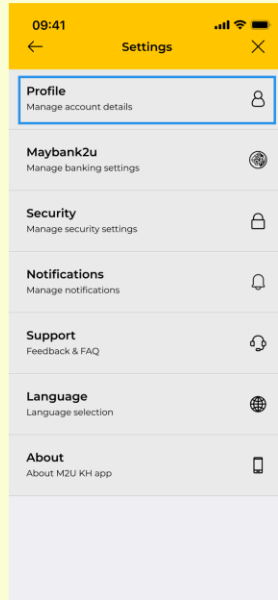 09:41
Settings
Profile
Manage account details
Maybank2u
Manage banking settings
Security
Manage security settings
Notifications
Manage notifications
Support
Feedback & FAQ
Language
Language selection
About
About M2U KH app